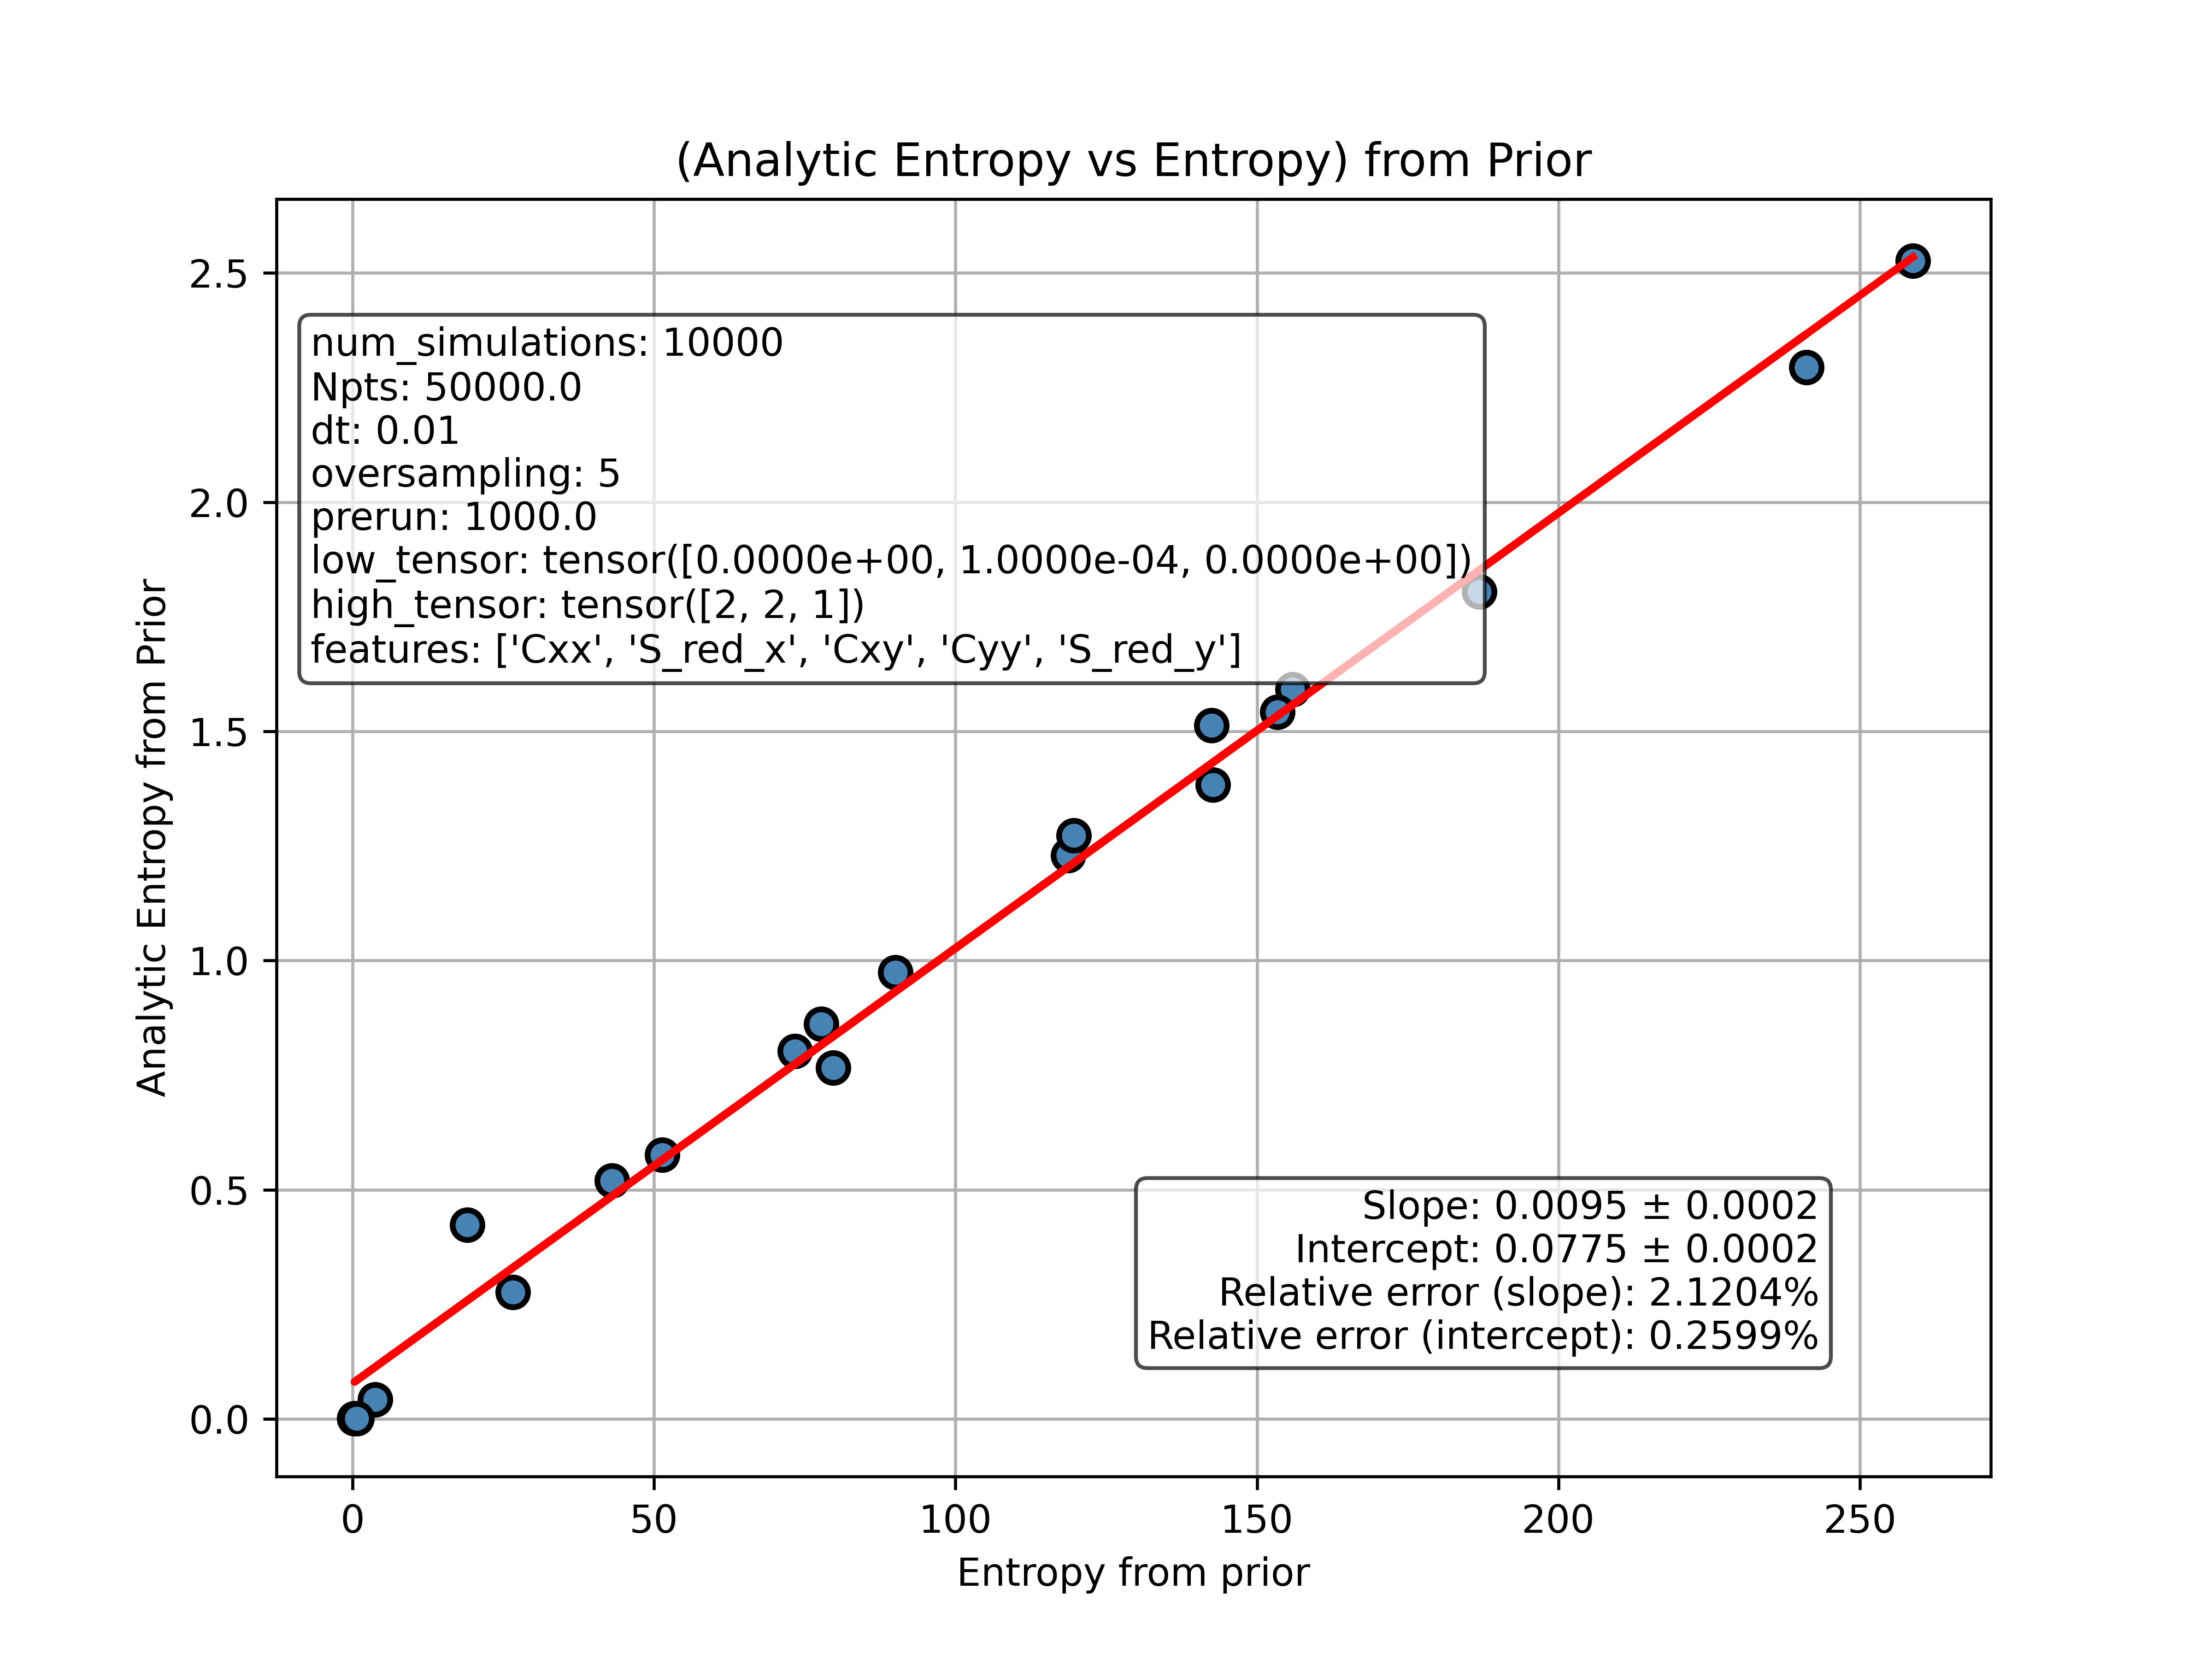 (Analytic Entropy vs Entropy) from Prior
Analytic Entropy from Prior
2.5
2.0
1.5
1.0
0.5
0.0
num_simulations: 10000
Npts: 50000.0
dt: 0.01
oversampling: 5
prerun: 1000.0
low_tensor: tensor([0.0000e+00, 1.0000e-04, 0.0000e+00])
high_tensor: tensor([2, 2, 1])
features: ['Cxx', 'S_red_x', 'Cxy', 'Cyy', 'S_red_y']
Slope: 0.0095 ± 0.0002
Intercept: 0.0775 ± 0.0002
Relative error (slope): 2.1204%
Relative error (intercept): 0.2599%
0 50 100 150 200 250
Entropy from prior